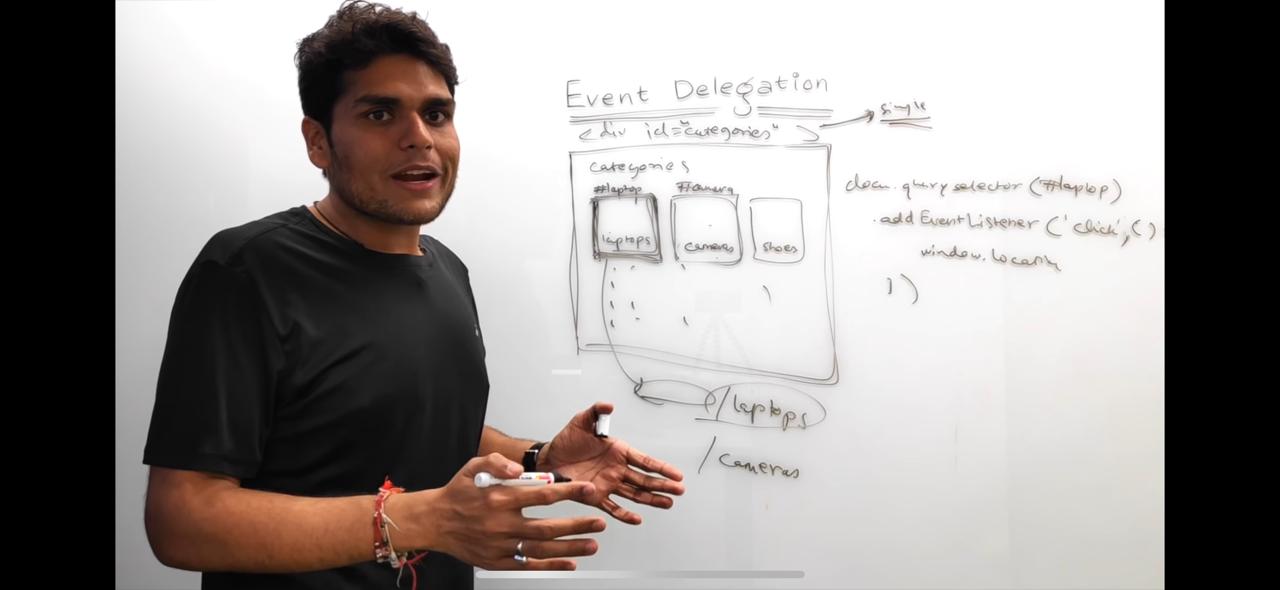 Event Delegation
<div id="categories" >
simple
Categories
#laptop #camera
laptops cameras shoes
docu.queryselector(#laptop)
.addEventListener('click', ()
window.locati
})
/laptops
/cameras